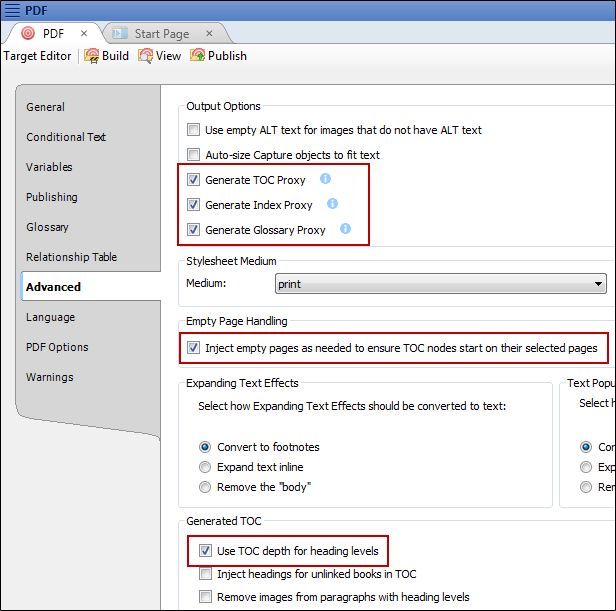 PDF
PDF ×
Start Page ×
Target Editor
Build
View
Publish
General
Conditional Text
Variables
Publishing
Glossary
Relationship Table
Advanced
Language
PDF Options
Warnings
Output Options
Use empty ALT text for images that do not have ALT text
Auto-size Capture objects to fit text
Generate TOC Proxy
Generate Index Proxy
Generate Glossary Proxy
Stylesheet Medium
Medium:
print
Empty Page Handling
Inject empty pages as needed to ensure TOC nodes start on their selected pages
Expanding Text Effects
Select how Expanding Text Effects should be converted to text:
Convert to footnotes
Expand text inline
Remove the "body"
Text Popu
Select h
Con
Exp
Ren
Generated TOC
Use TOC depth for heading levels
Inject headings for unlinked books in TOC
Remove images from paragraphs with heading levels